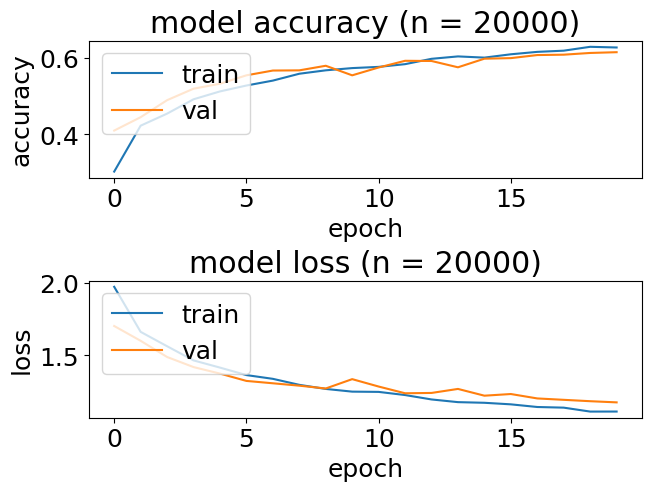 model accuracy (n = 20000)
accuracy
0.6
0.4
train
val
0 5 10 15
epoch
model loss (n = 20000)
loss
2.0
1.5
train
val
0 5 10 15
epoch